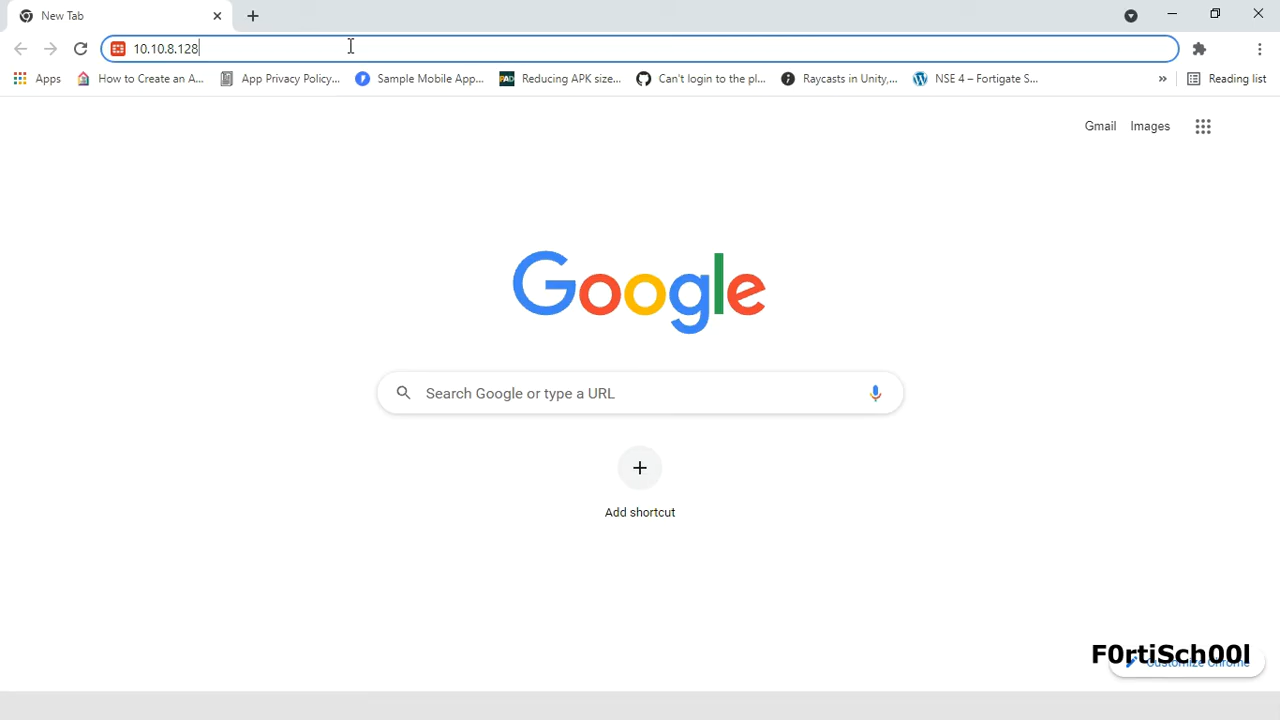 New Tab
10.10.8.128
Apps
How to Create an A...
App Privacy Policy...
Sample Mobile App...
Reducing APK size...
Can't login to the pl...
Raycasts in Unity,...
NSE 4 – Fortigate S...
»
Reading list
Gmail
Images
Google
Search Google or type a URL
Add shortcut
F0rtiSch00l
Customize Chrome